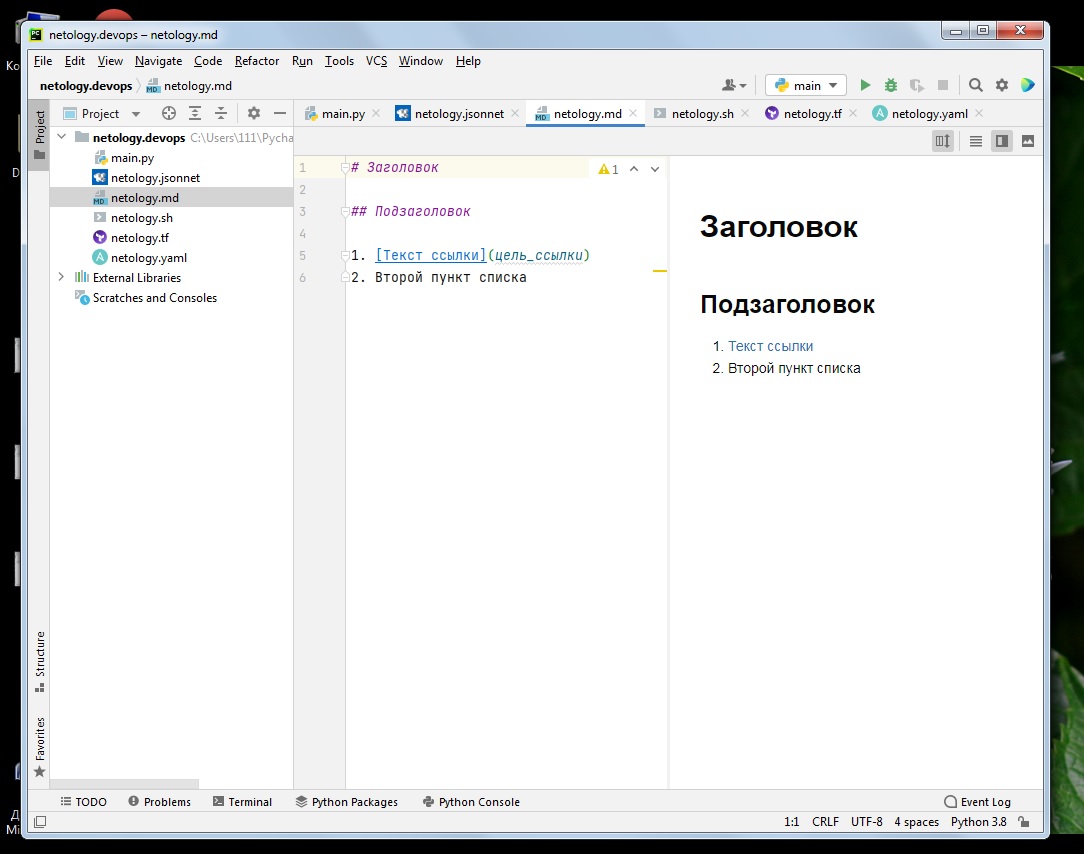 Ко
netology.devops – netology.md
File Edit View Navigate Code Refactor Run Tools VCS Window Help
netology.devops netology.md main
Project main.py netology.jsonnet netology.md netology.sh netology.tf netology.yaml
Project
netology.devops C:\Users\111\Pycha
main.py
netology.jsonnet
netology.md
netology.sh
netology.tf
netology.yaml
External Libraries
Scratches and Consoles
1 # Заголовок
1
2
3 ## Подзаголовок
4
5 1. [Текст ссылки](цель_ссылки)
6 2. Второй пункт списка
Заголовок
Подзаголовок
1. Текст ссылки
2. Второй пункт списка
Structure
Favorites
TODO Problems Terminal Python Packages Python Console Event Log
1:1 CRLF UTF-8 4 spaces Python 3.8